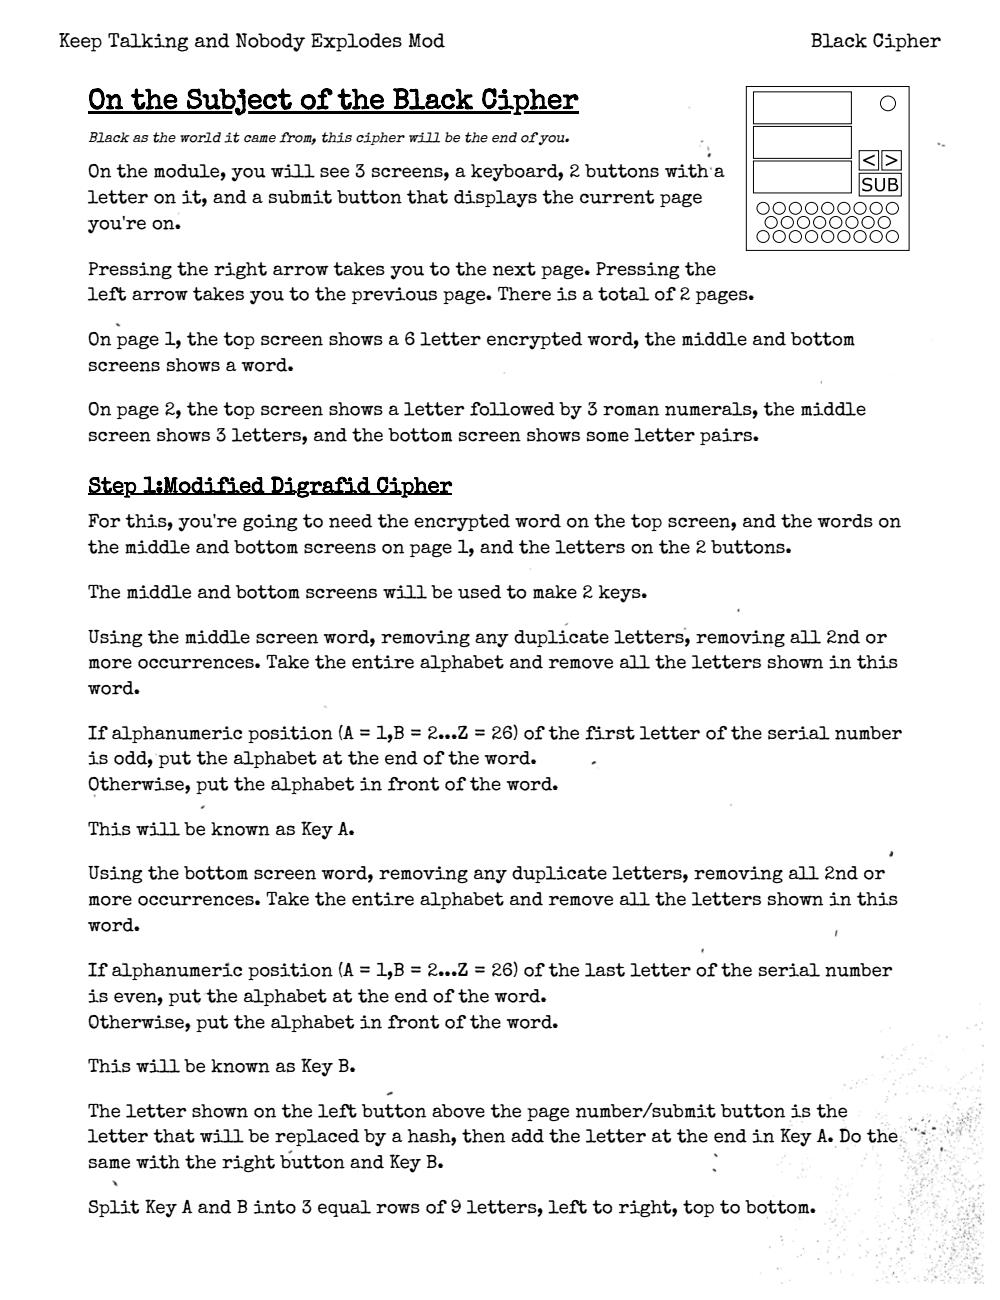 Keep Talking and Nobody Explodes Mod
Black Cipher
On the Subject of the Black Cipher
Black as the world it came from, this cipher will be the end of you.
On the module, you will see 3 screens, a keyboard, 2 buttons with a
letter on it, and a submit button that displays the current page
you're on.
< >
SUB
Pressing the right arrow takes you to the next page. Pressing the
left arrow takes you to the previous page. There is a total of 2 pages.
On page 1, the top screen shows a 6 letter encrypted word, the middle and bottom
screens shows a word.
On page 2, the top screen shows a letter followed by 3 roman numerals, the middle
screen shows 3 letters, and the bottom screen shows some letter pairs.
Step 1:Modified Digrafid Cipher
For this, you're going to need the encrypted word on the top screen, and the words on
the middle and bottom screens on page 1, and the letters on the 2 buttons.
The middle and bottom screens will be used to make 2 keys.
Using the middle screen word, removing any duplicate letters, removing all 2nd or
more occurrences. Take the entire alphabet and remove all the letters shown in this
word.
If alphanumeric position (A = 1,B = 2...Z = 26) of the first letter of the serial number
is odd, put the alphabet at the end of the word.
Otherwise, put the alphabet in front of the word.
This will be known as Key A.
Using the bottom screen word, removing any duplicate letters, removing all 2nd or
more occurrences. Take the entire alphabet and remove all the letters shown in this
word.
If alphanumeric position (A = 1,B = 2...Z = 26) of the last letter of the serial number
is even, put the alphabet at the end of the word.
Otherwise, put the alphabet in front of the word.
This will be known as Key B.
The letter shown on the left button above the page number/submit button is the
letter that will be replaced by a hash, then add the letter at the end in Key A. Do the
same with the right button and Key B.
Split Key A and B into 3 equal rows of 9 letters, left to right, top to bottom.